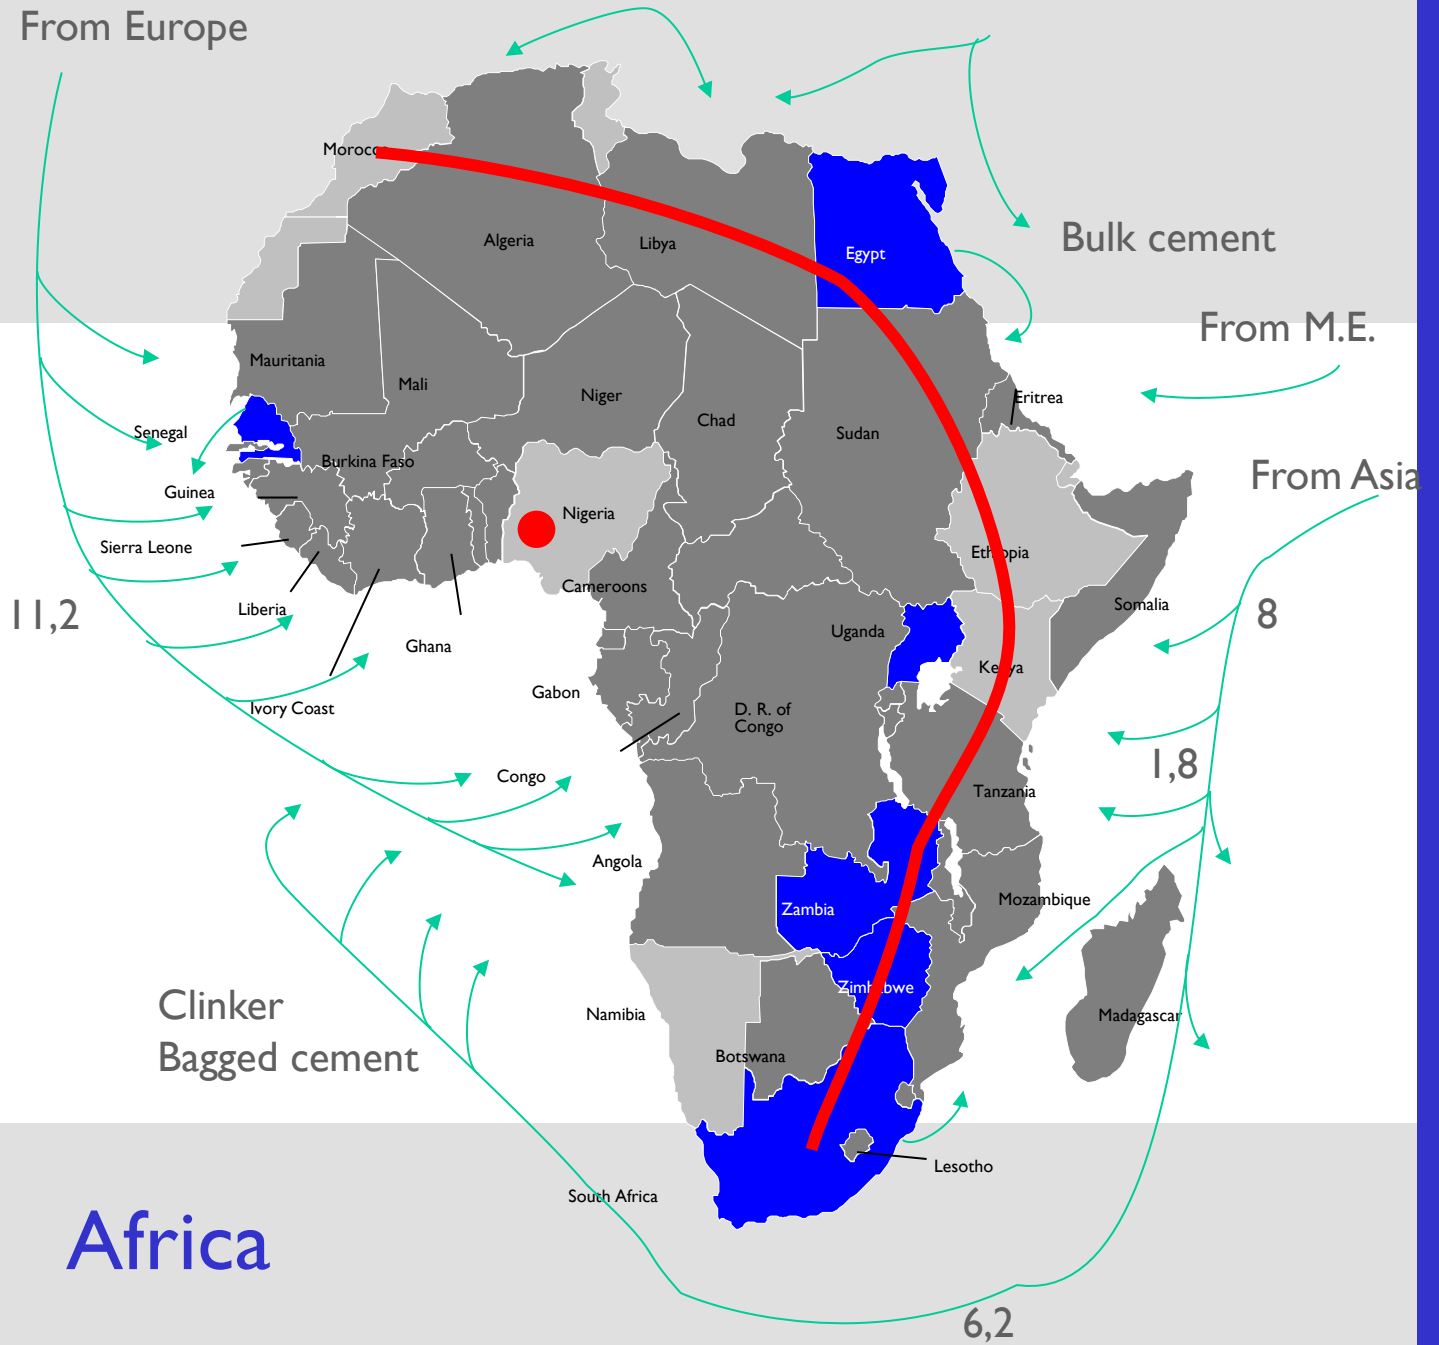 From Europe
Morocco
Algeria
Libya
Egypt
Bulk cement
From M.E.
Mauritania
Mali
Niger
Chad
Sudan
Eritrea
Senegal
Burkina Faso
From Asia
Guinea
Nigeria
Sierra Leone
Ethiopia
Cameroons
Somalia
11,2
Liberia
8
Uganda
Ghana
Kenya
Gabon
Ivory Coast
D. R. of
Congo
1,8
Congo
Tanzania
Angola
Zambia
Mozambique
Zimbabwe
Clinker
Bagged cement
Namibia
Madagascar
Botswana
Lesotho
South Africa
Africa
6,2